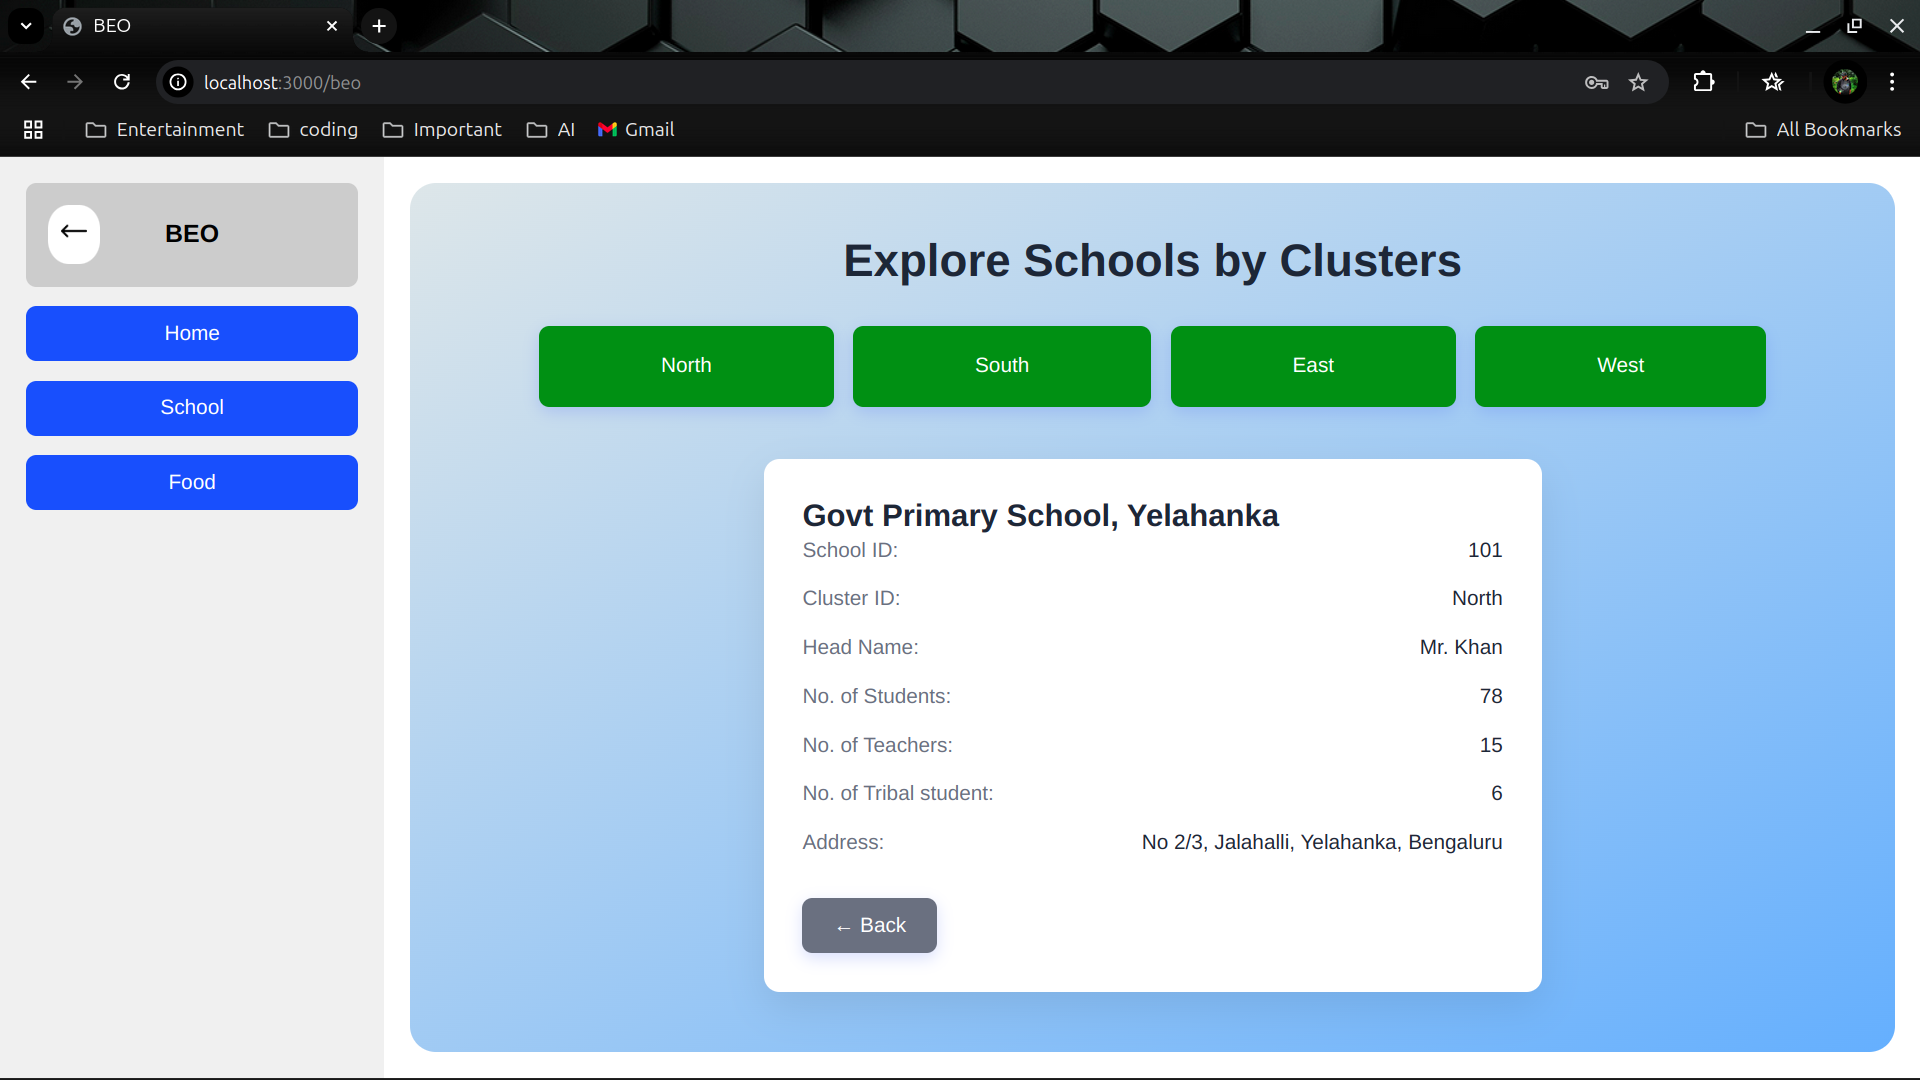 BEO
localhost:3000/beo
Entertainment coding Important AI Gmail All Bookmarks
BEO
Home
School
Food
Explore Schools by Clusters
North South East West
Govt Primary School, Yelahanka
School ID: 101
Cluster ID: North
Head Name: Mr. Khan
No. of Students: 78
No. of Teachers: 15
No. of Tribal student: 6
Address: No 2/3, Jalahalli, Yelahanka, Bengaluru
← Back